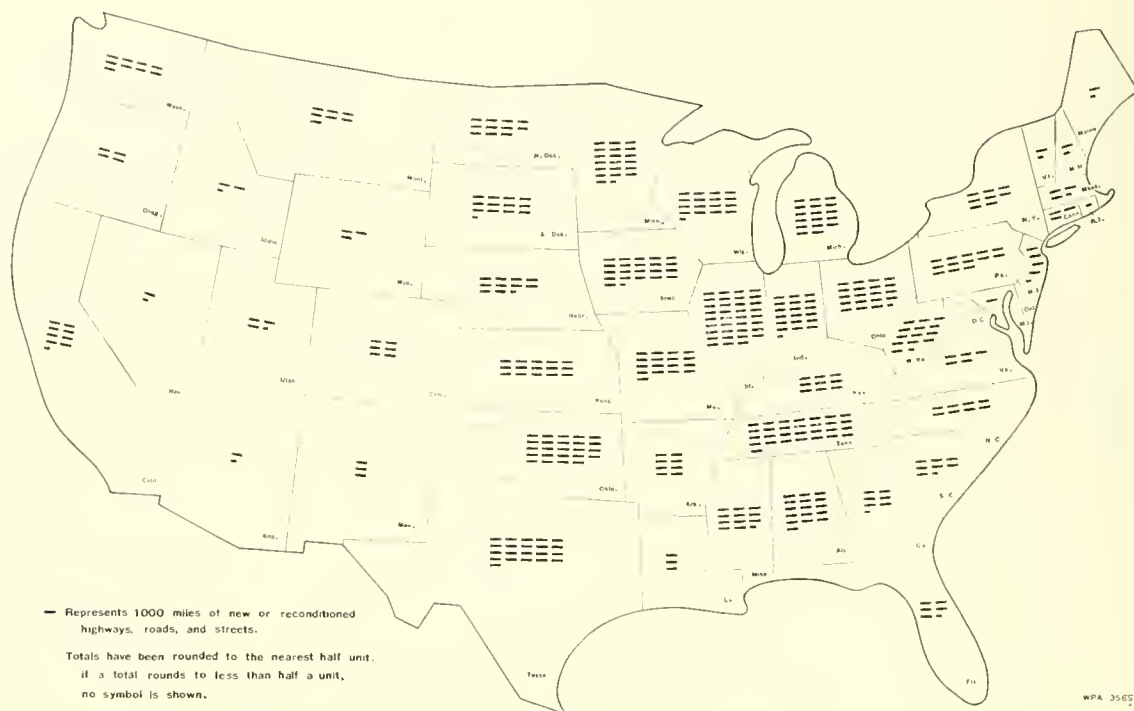 Wash.
Mont.
N. Dak.
Minn.
Maine
Vt.
N. H.
Mass.
Conn.
R.I.
N. Y.
Oreg.
Idaho
Wyo.
S. Dak.
Wis.
Mich.
Pa.
N. J.
Del.
Md.
D. C.
Iowa
Nebr.
Ohio
W. Va.
Va.
Ind.
Ill.
Ky.
Nev.
Utah
Colo.
Kans.
Mo.
Tenn
N. C.
S. C.
Calif
Ariz.
Okla.
Ark.
Ala
Ga
Miss
La
Texas
Fla
— Represents 1000 miles of new or reconditioned
highways, roads, and streets.
Totals have been rounded to the nearest half unit.
if a total rounds to less than half a unit,
no symbol is shown.
WPA 3565